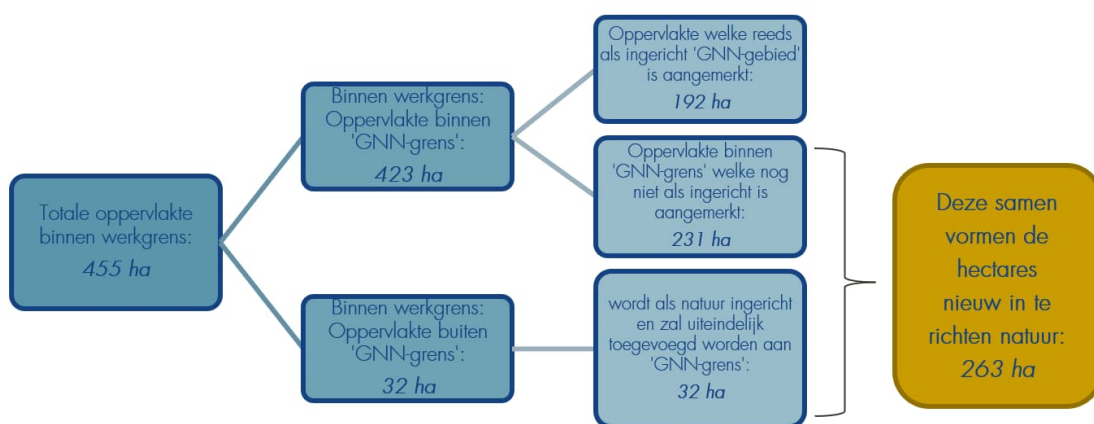 Totale oppervlakte
binnen werkgrens:
455 ha
Binnen werkgrens:
Oppervlakte binnen
'GNN-grens':
423 ha
Binnen werkgrens:
Oppervlakte buiten
'GNN-grens':
32 ha
Oppervlakte welke reeds
als ingericht 'GNN-gebied'
is aangemerkt:
192 ha
Oppervlakte binnen
'GNN-grens' welke nog
niet als ingericht is
aangemerkt:
231 ha
wordt als natuur ingericht
en zal uiteindelijk
toegevoegd worden aan
'GNN-grens':
32 ha
Deze samen
vormen de
hectares
nieuw in te
richten natuur:
263 ha